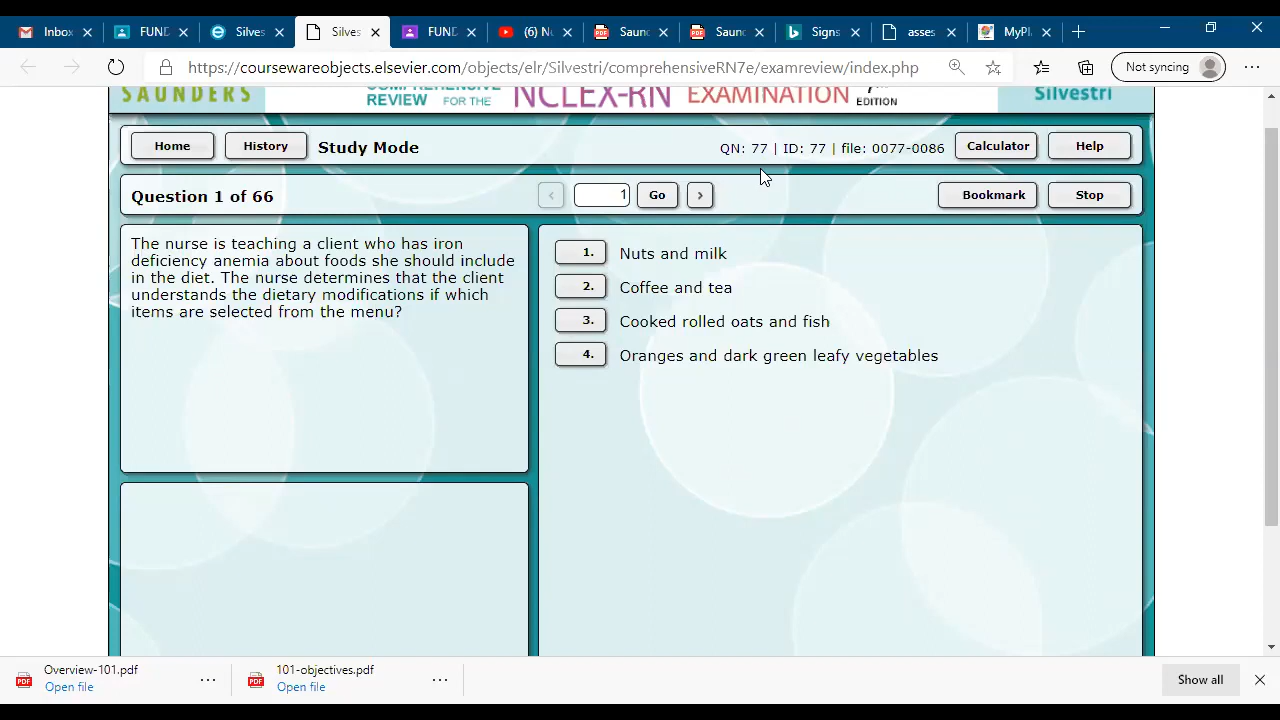 Inbox
FUND
Silves
Silves
FUND
(6) N
Saund
Saund
Signs
asses
MyPl
https://coursewareobjects.elsevier.com/objects/elr/Silvestri/comprehensiveRN7e/examreview/index.php
Not syncing
SAUNDERS
COMPREHENSIVE
REVIEW FOR THE NCLEX-RN EXAMINATION
EDITION
Silvestri
Home
History
Study Mode
QN: 77 | ID: 77 | file: 0077-0086
Calculator
Help
Question 1 of 66
<
1
Go
>
Bookmark
Stop
The nurse is teaching a client who has iron
deficiency anemia about foods she should include
in the diet. The nurse determines that the client
understands the dietary modifications if which
items are selected from the menu?
1. Nuts and milk
2. Coffee and tea
3. Cooked rolled oats and fish
4. Oranges and dark green leafy vegetables
Overview-101.pdf
Open file
101-objectives.pdf
Open file
Show all